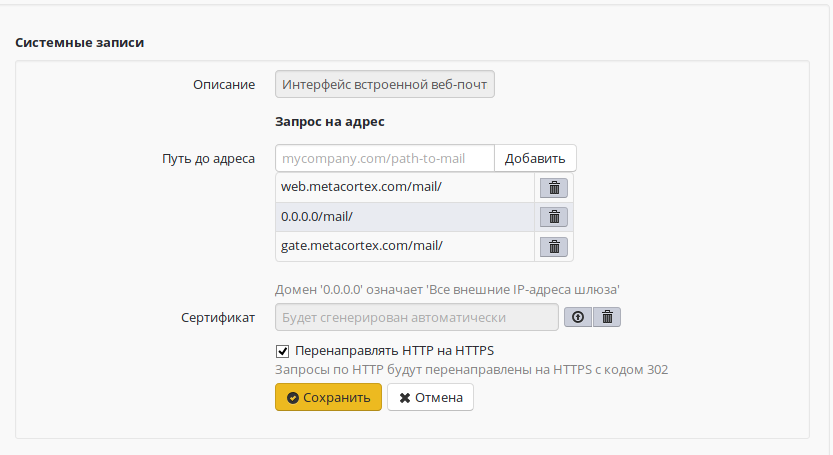 Системные записи
Описание Интерфейс встроенной веб-почт
Запрос на адрес
Путь до адреса mycompany.com/path-to-mail Добавить
web.metacortex.com/mail/
0.0.0.0/mail/
gate.metacortex.com/mail/
Домен '0.0.0.0' означает 'Все внешние IP-адреса шлюза'
Сертификат Будет сгенерирован автоматически
Перенаправлять HTTP на HTTPS
Запросы по HTTP будут перенаправлены на HTTPS с кодом 302
Сохранить Отмена